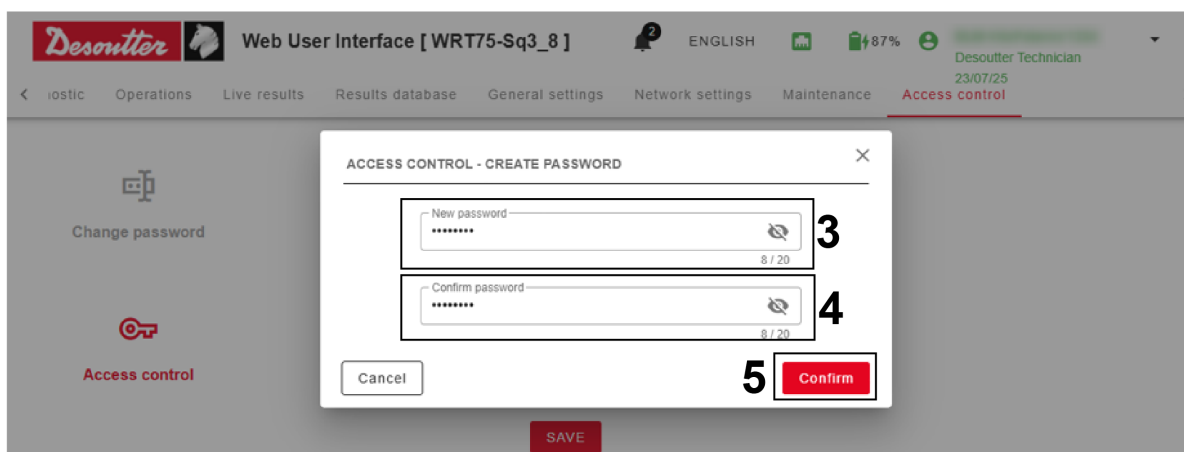 Desoutter
Web User Interface [ WRT75-Sq3_8 ]
2
ENGLISH
87%
Desoutter Technician
23/07/25
Operations
Live results
Results database
General settings
Network settings
Maintenance
Access control
ACCESS CONTROL - CREATE PASSWORD
New password
••••••••
8 / 20
3
Confirm password
••••••••
8 / 20
4
Cancel
5
Confirm
Change password
Access control
SAVE